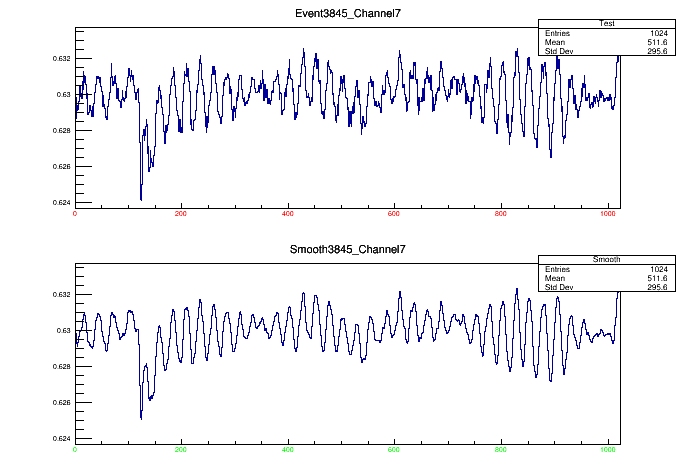 Event3845_Channel7
Test
Entries 1024
Mean 511.6
Std Dev 295.6
0.632
0.63
0.628
0.626
0.624
0 200 400 600 800 1000
Smooth3845_Channel7
Smooth
Entries 1024
Mean 511.6
Std Dev 295.6
0.632
0.63
0.628
0.626
0.624
0 200 400 600 800 1000